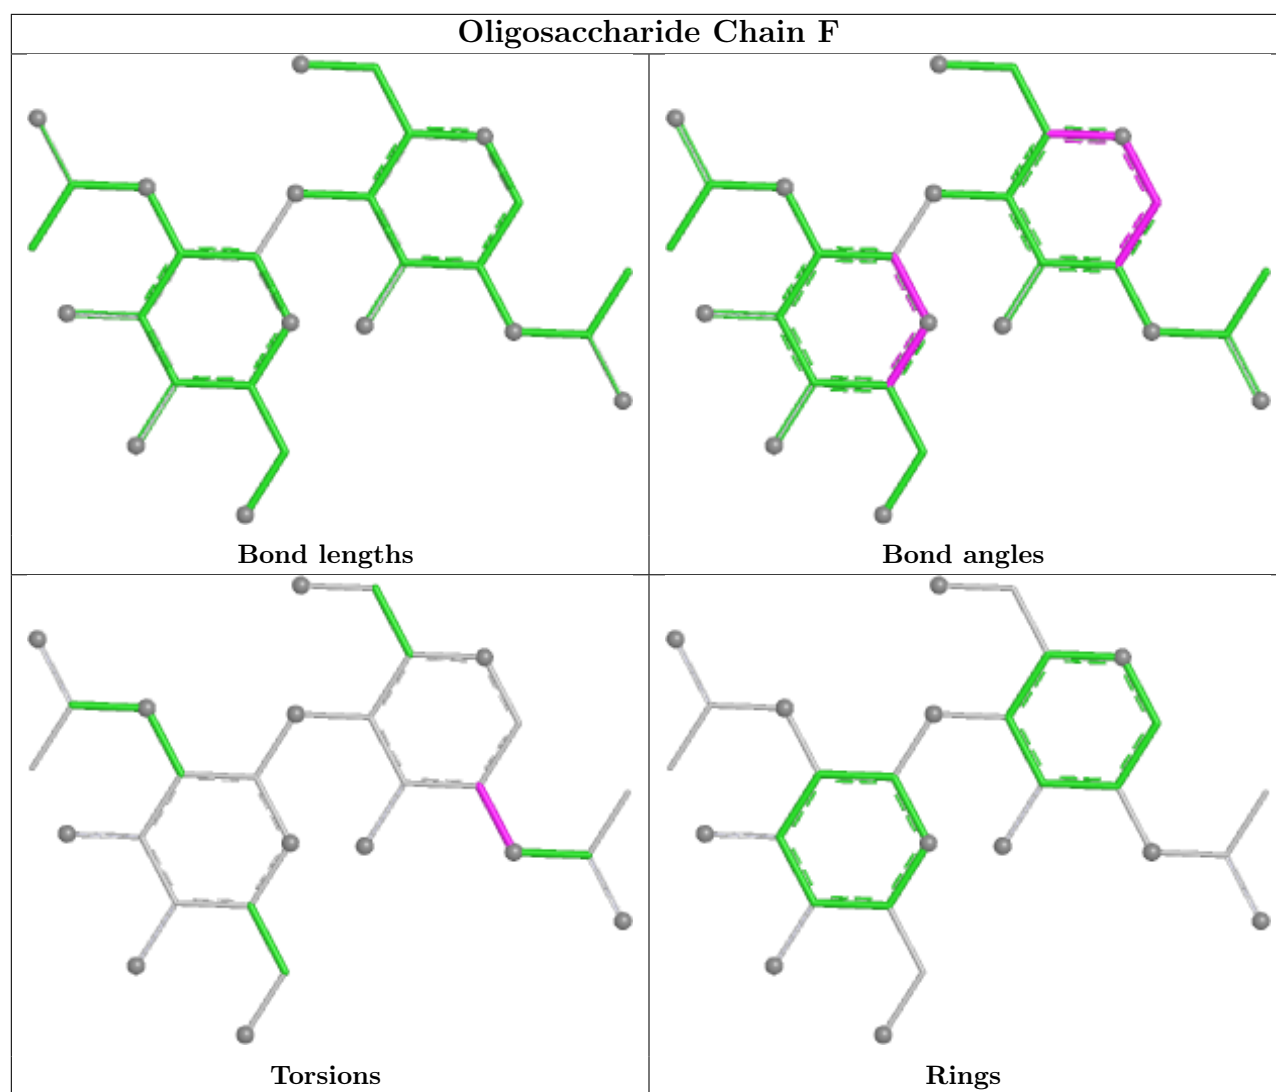 Oligosaccharide Chain F
Bond lengths
Bond angles
Torsions
Rings